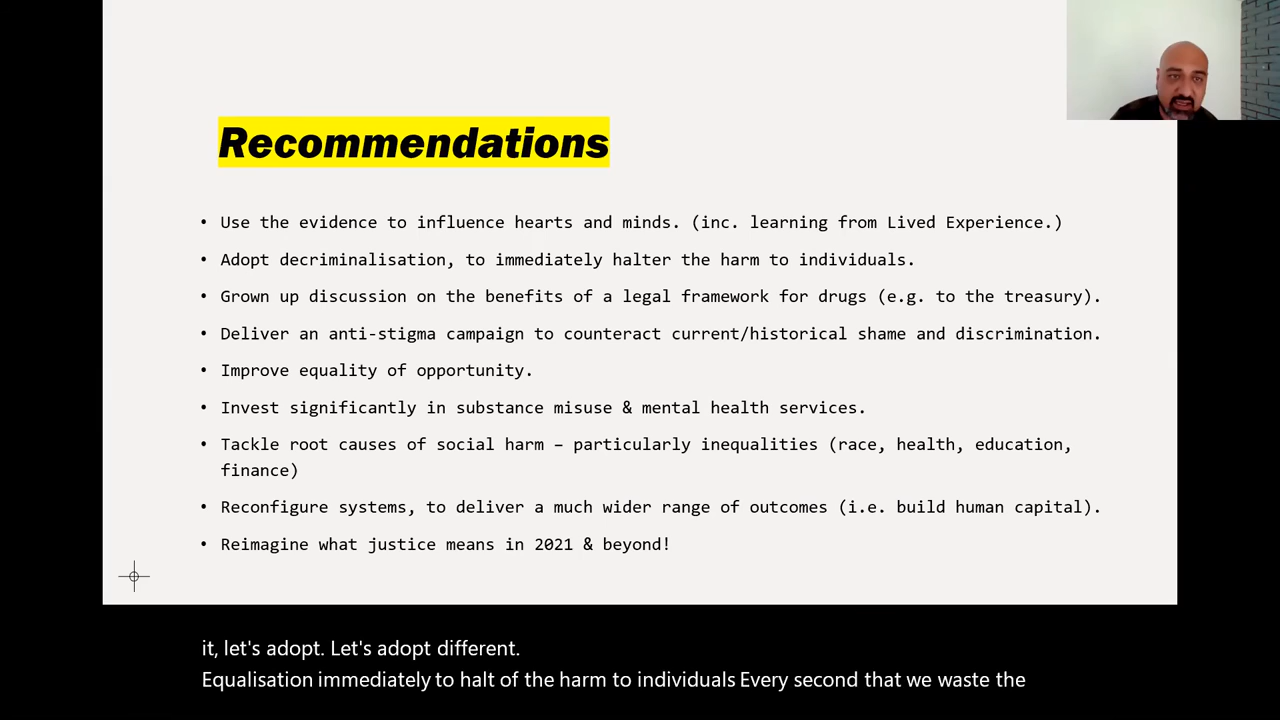 Recommendations
• Use the evidence to influence hearts and minds. (inc. learning from Lived Experience.)
• Adopt decriminalisation, to immediately halter the harm to individuals.
• Grown up discussion on the benefits of a legal framework for drugs (e.g. to the treasury).
• Deliver an anti-stigma campaign to counteract current/historical shame and discrimination.
• Improve equality of opportunity.
• Invest significantly in substance misuse & mental health services.
• Tackle root causes of social harm – particularly inequalities (race, health, education,
finance)
• Reconfigure systems, to deliver a much wider range of outcomes (i.e. build human capital).
• Reimagine what justice means in 2021 & beyond!
it, let's adopt. Let's adopt different.
Equalisation immediately to halt of the harm to individuals Every second that we waste the